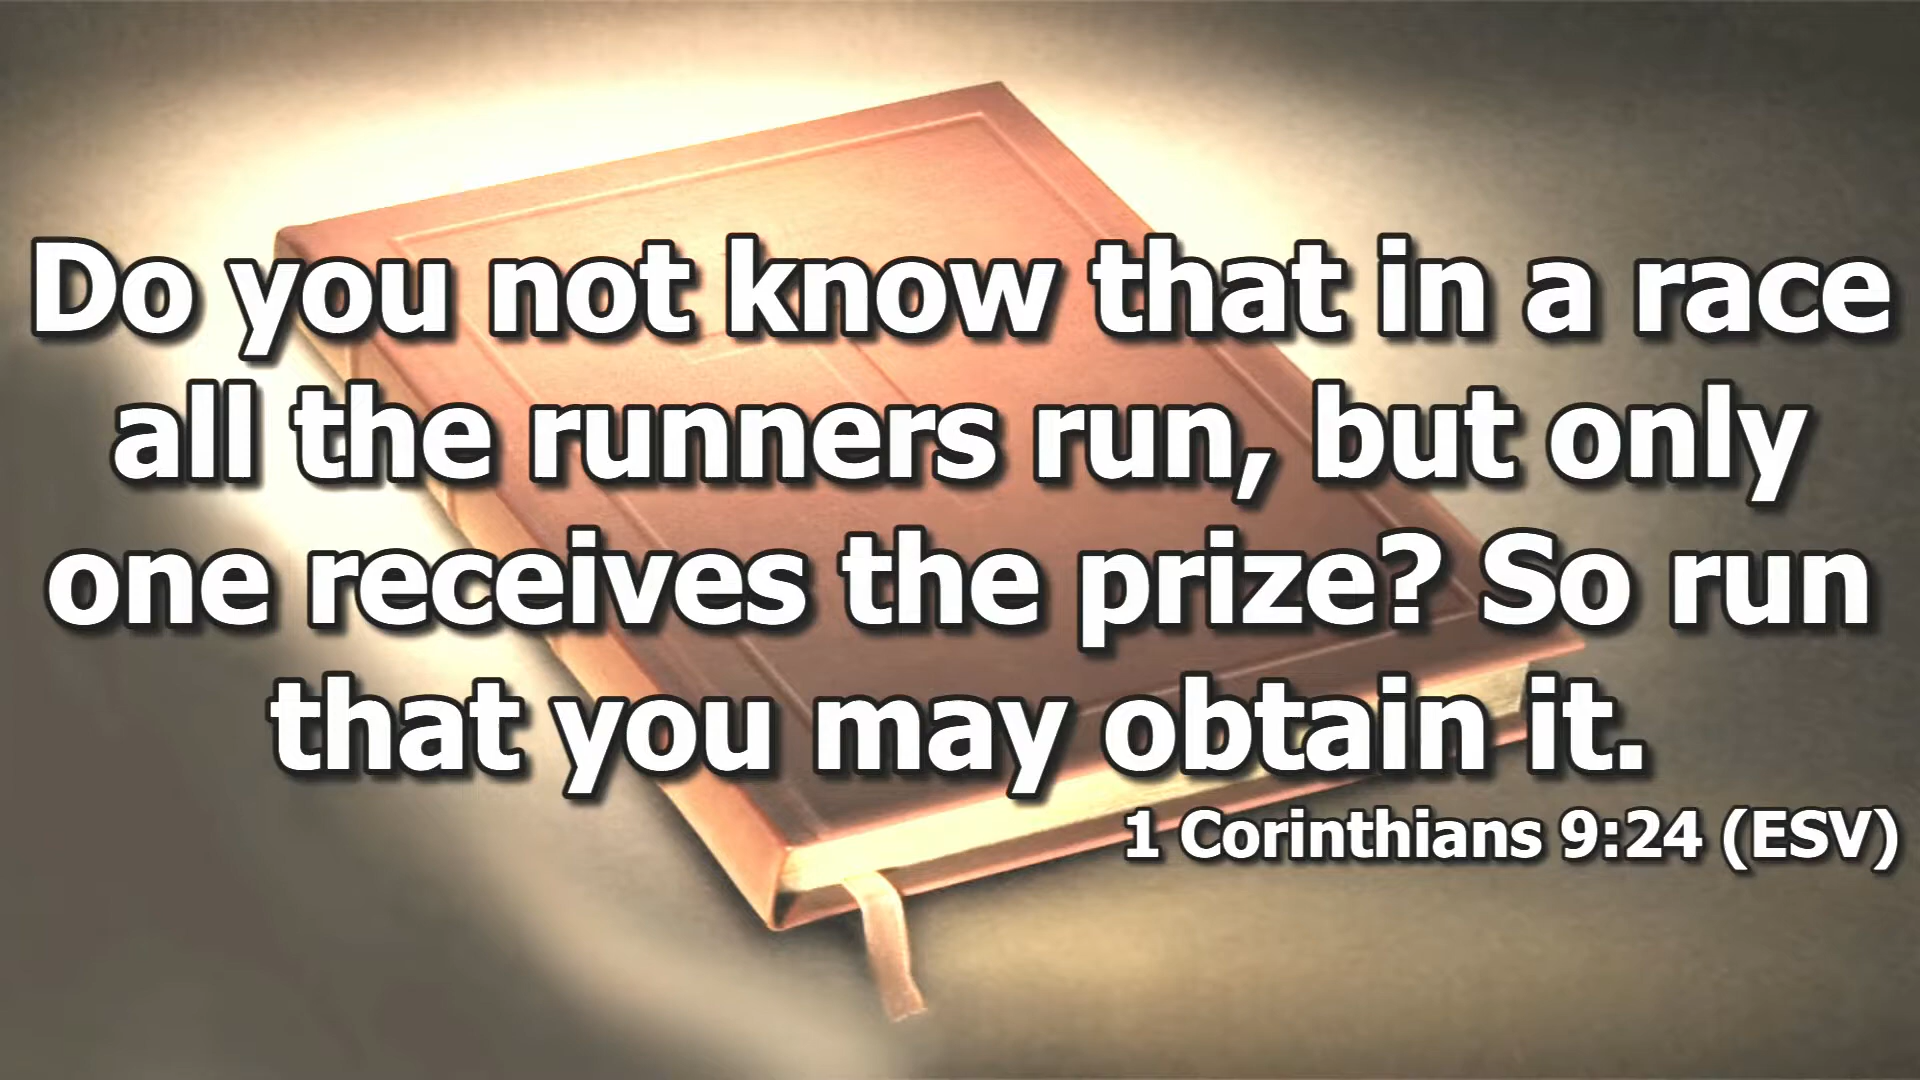 Do you not know that in a race
all the runners run, but only
one receives the prize? So run
that you may obtain it.
1 Corinthians 9:24 (ESV)